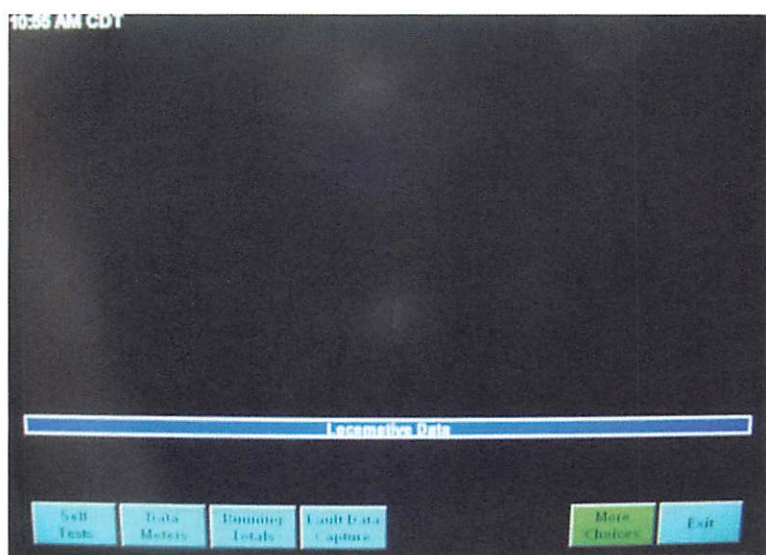 10:55 AM CDT
Locomotive Data
Self
Tests
Data
Meters
Running
Totals
Fault Data
Capture
More
Choices
Exit